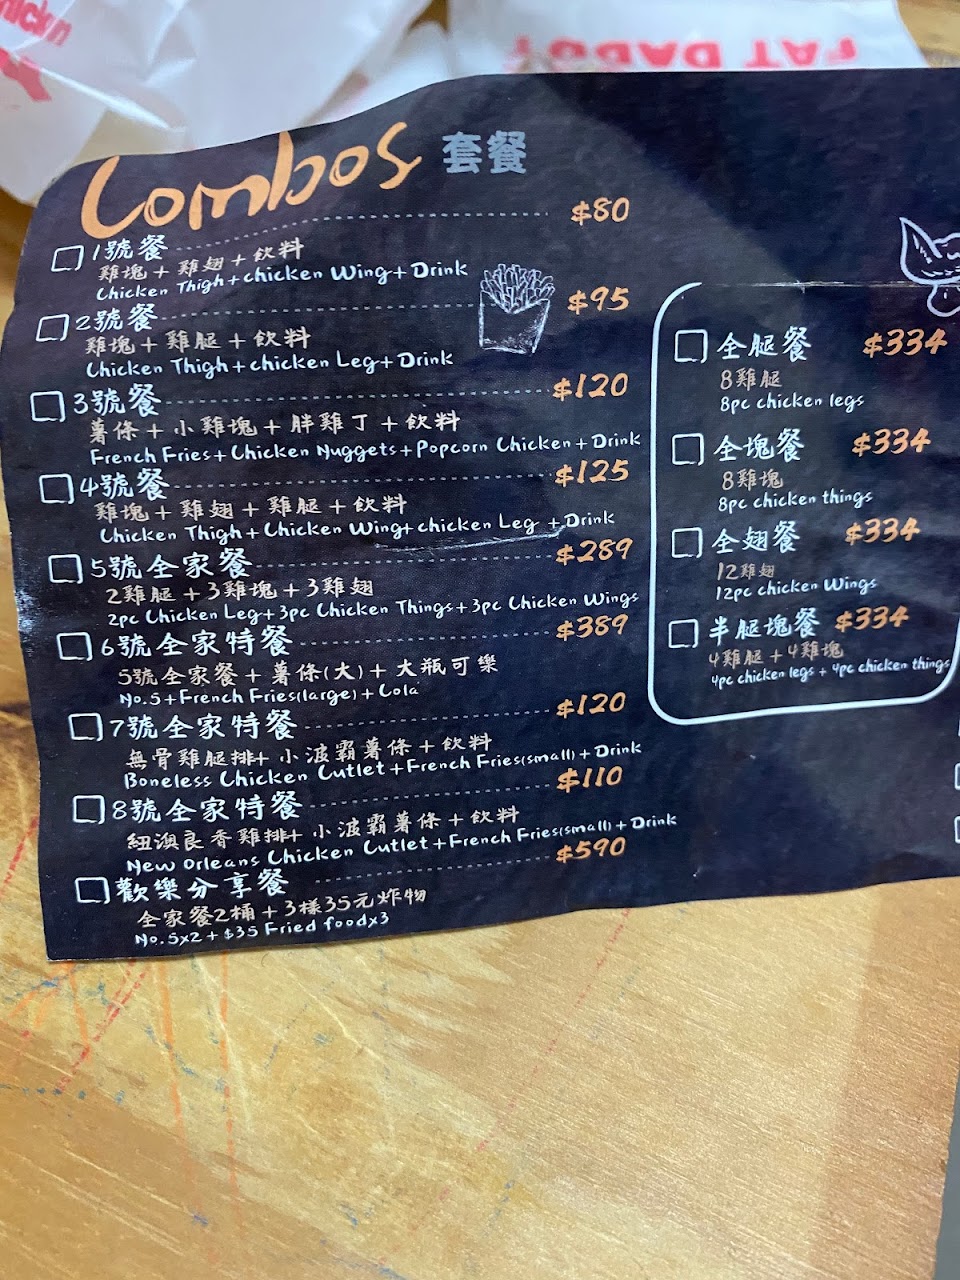 FAT DADDY
Combos 套餐
1號餐 $80
雞塊+雞翅+飲料
Chicken Thigh+chicken Wing+Drink
2號餐 $95
雞塊+雞腿+飲料
Chicken Thigh+chicken Leg+Drink
3號餐 $120
薯條+小雞塊+胖雞丁+飲料
French Fries+Chicken Nuggets+Popcorn Chicken+Drink
4號餐 $125
雞塊+雞翅+雞腿+飲料
Chicken Thigh+Chicken Wing+chicken Leg +Drink
5號全家餐 $289
2雞腿+3雞塊+3雞翅
2pc Chicken Leg+3pc Chicken Things+3pc Chicken Wings
6號全家特餐 $389
5號全家餐+薯條(大)+大瓶可樂
No.5+French Fries(large)+Cola
7號全家特餐 $120
無骨雞腿排+小波霸薯條+飲料
Boneless Chicken Cutlet+French Fries(small)+Drink
8號全家特餐 $110
紐澳良香雞排+小波霸薯條+飲料
New Orleans Chicken Cutlet+French Fries(small)+Drink
歡樂分享餐 $590
全家餐2桶+3樣35元炸物
No.5x2+$35 Fried foodx3
全腿餐 $334
8雞腿
8pc chicken legs
全塊餐 $334
8雞塊
8pc chicken things
全翅餐 $334
12雞翅
12pc chicken Wings
半腿塊餐 $334
4雞腿+4雞塊
4pc chicken legs + 4pc chicken things